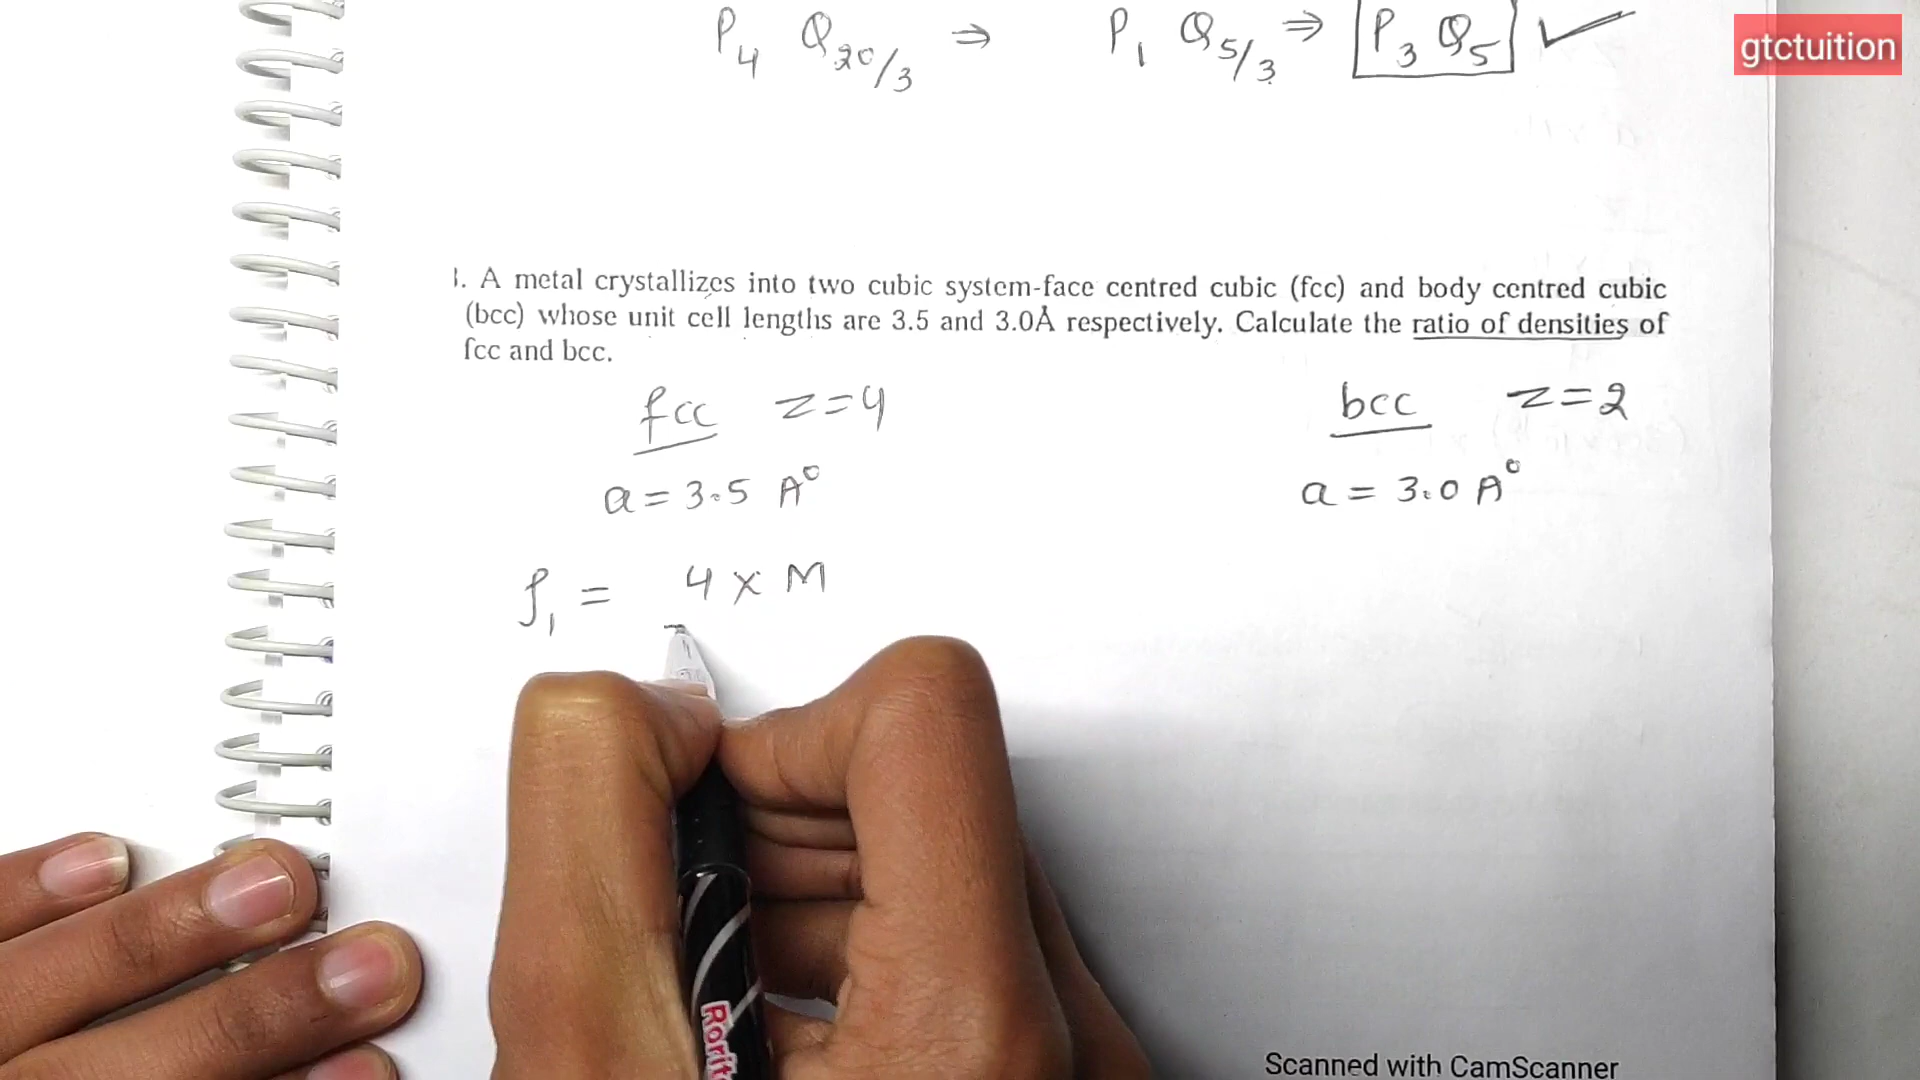 P4 Q20/3 ⇒ P1 Q5/3 ⇒ P3 Q5 ✓
gtctuition
1. A metal crystallizes into two cubic system-face centred cubic (fcc) and body centred cubic
(bcc) whose unit cell lengths are 3.5 and 3.0Å respectively. Calculate the ratio of densities of
fcc and bcc.
fcc z=4
bcc z=2
a = 3.5 A°
a = 3.0 A°
ρ1 = 4 × M
Scanned with CamScanner